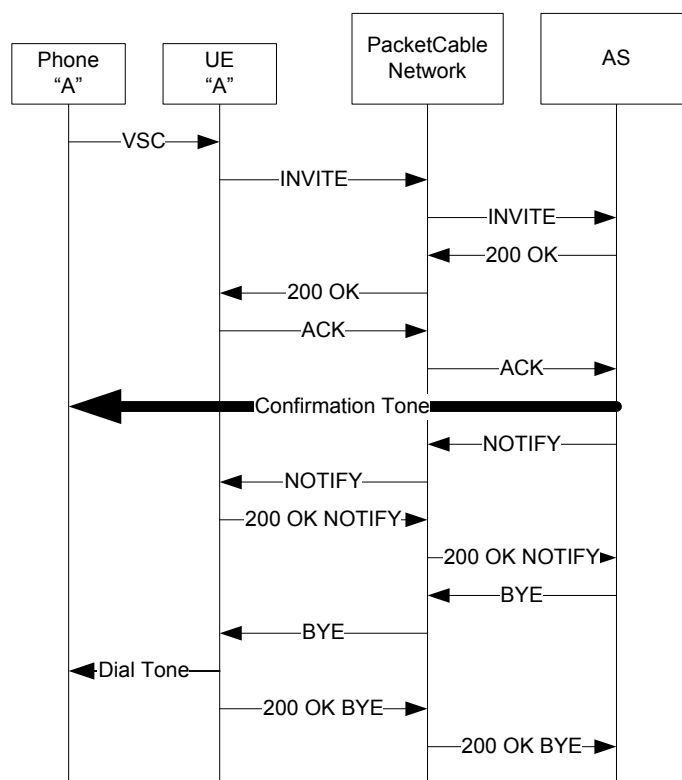 Phone
“A”
UE
“A”
PacketCable
Network
AS
VSC
INVITE
INVITE
200 OK
200 OK
ACK
ACK
Confirmation Tone
NOTIFY
NOTIFY
200 OK NOTIFY
200 OK NOTIFY
BYE
BYE
Dial Tone
200 OK BYE
200 OK BYE